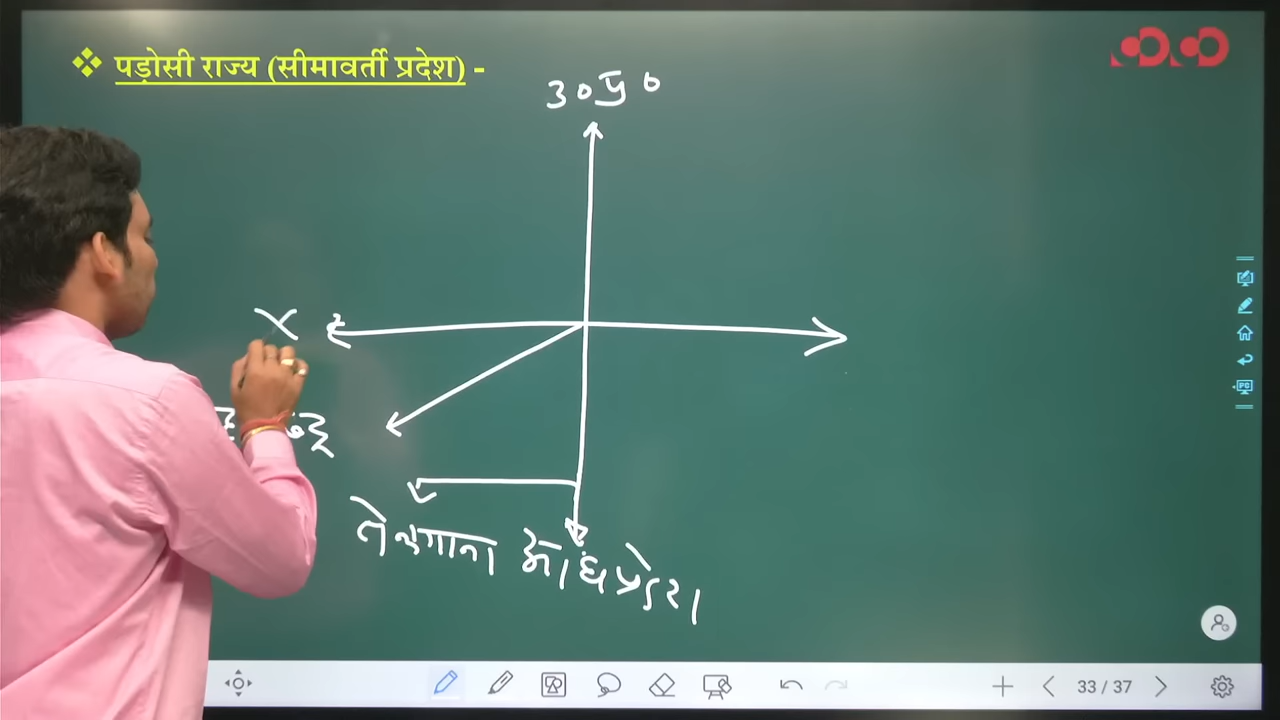 ❖ पड़ोसी राज्य (सीमावर्ती प्रदेश) -
उ०प्र०
X
तेलंगाना आंध्रप्रदेश
33 / 37